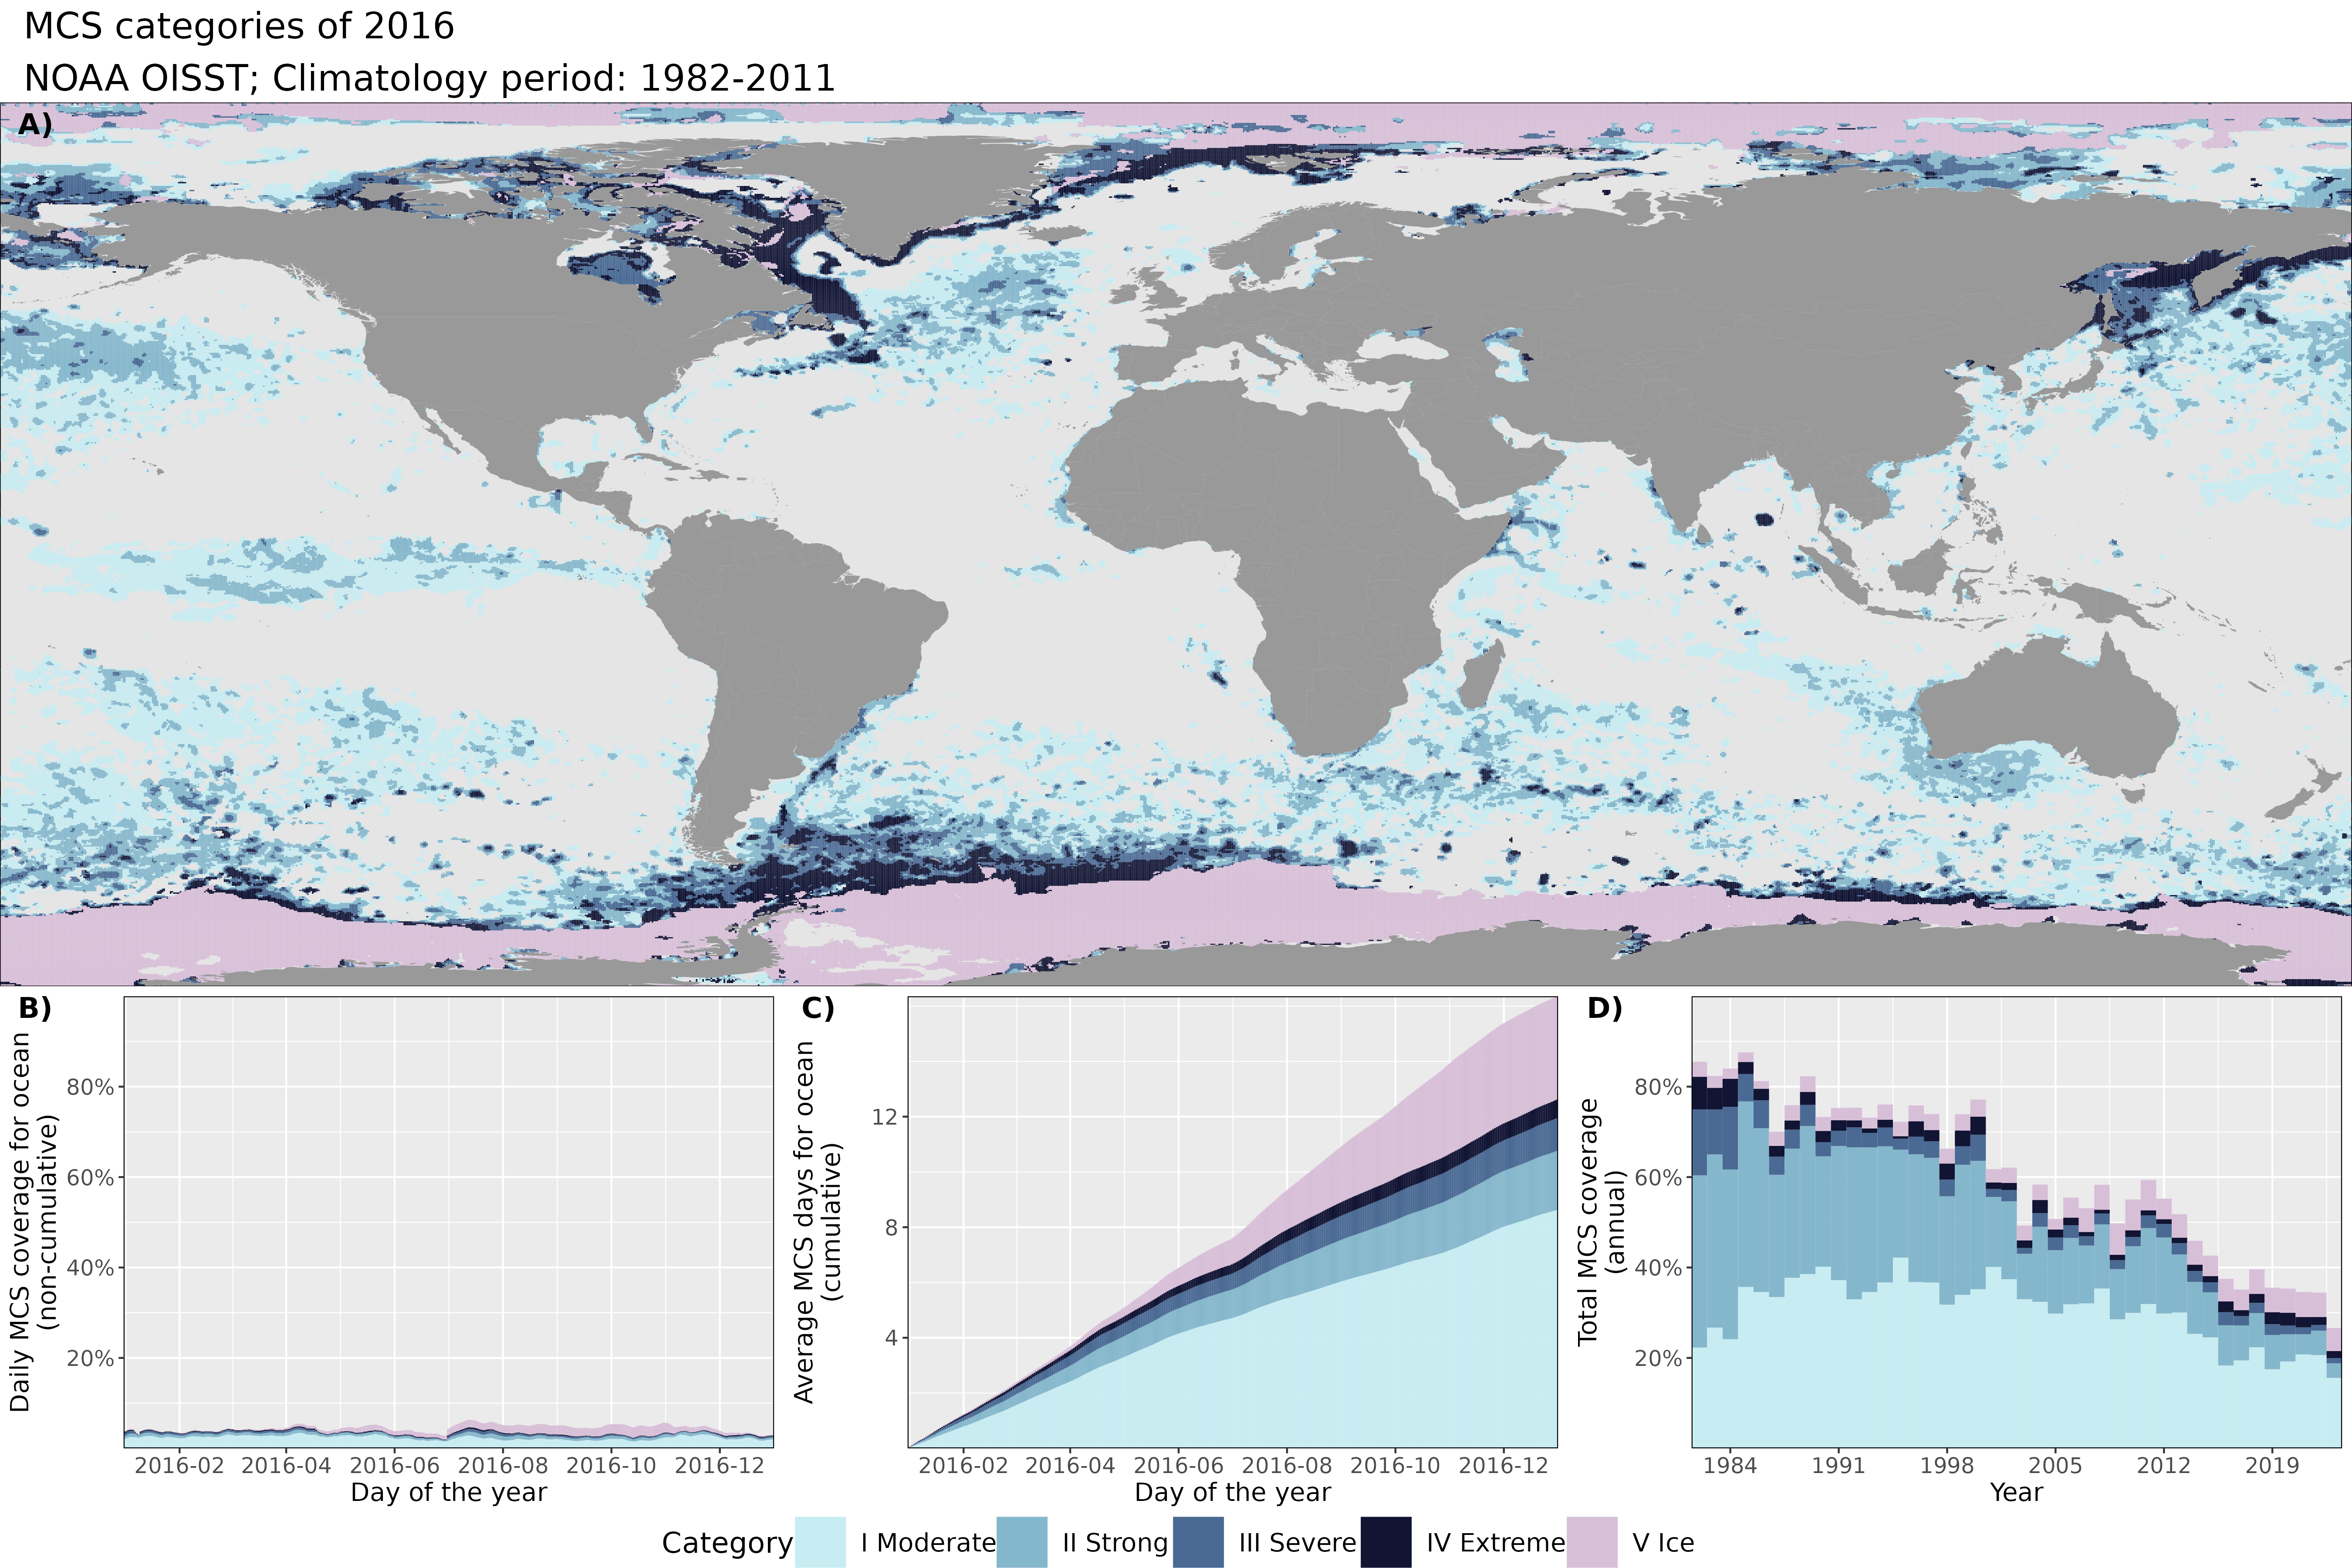 MCS categories of 2016
NOAA OISST; Climatology period: 1982-2011
A)
B)
Daily MCS coverage for ocean
(non-cumulative)
80%
60%
40%
20%
2016-02 2016-04 2016-06 2016-08 2016-10 2016-12
Day of the year
C)
Average MCS days for ocean
(cumulative)
12
8
4
2016-02 2016-04 2016-06 2016-08 2016-10 2016-12
Day of the year
D)
Total MCS coverage
(annual)
80%
60%
40%
20%
1984 1991 1998 2005 2012 2019
Year
Category I Moderate II Strong III Severe IV Extreme V Ice